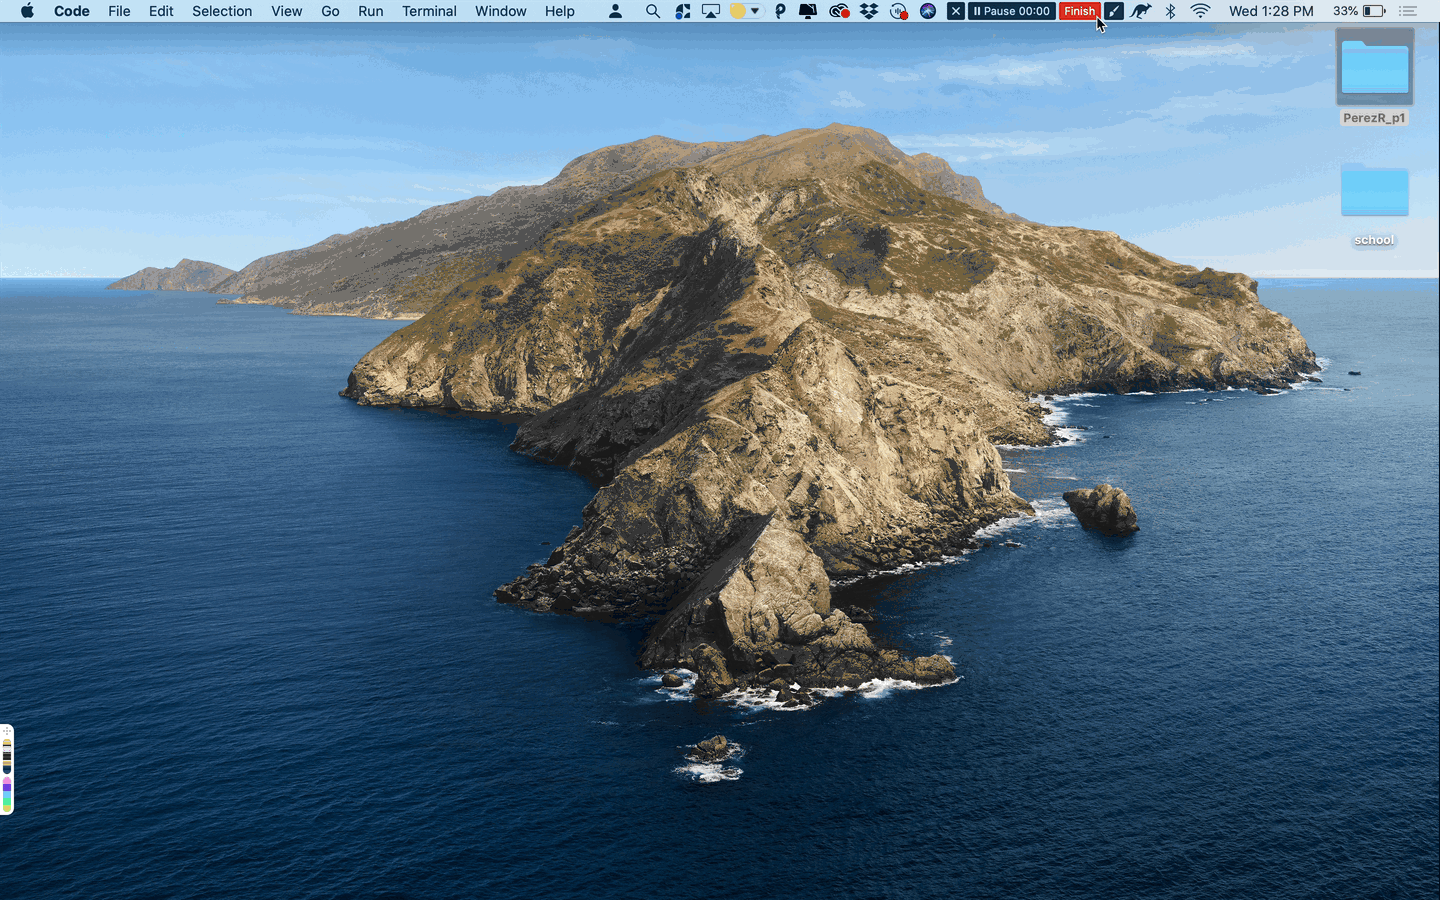 Code File Edit Selection View Go Run Terminal Window Help Pause 00:00 Finish Wed 1:28 PM 33%
PerezR_p1
school